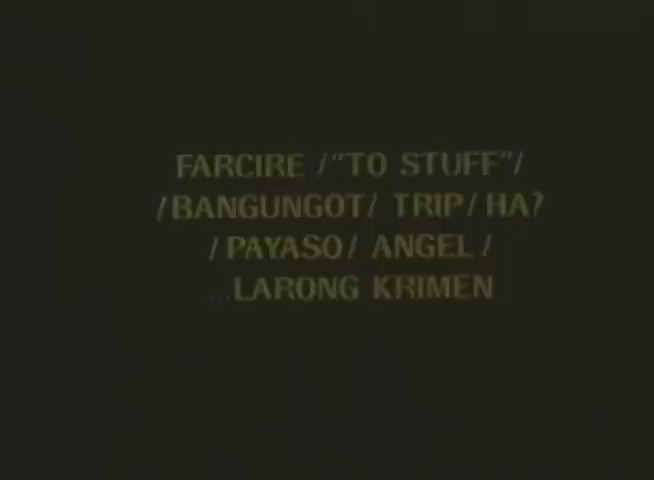 FARCIRE /"TO STUFF"/
/BANGUNGOT/ TRIP/ HA?
/PAYASO/ ANGEL/
...LARONG KRIMEN